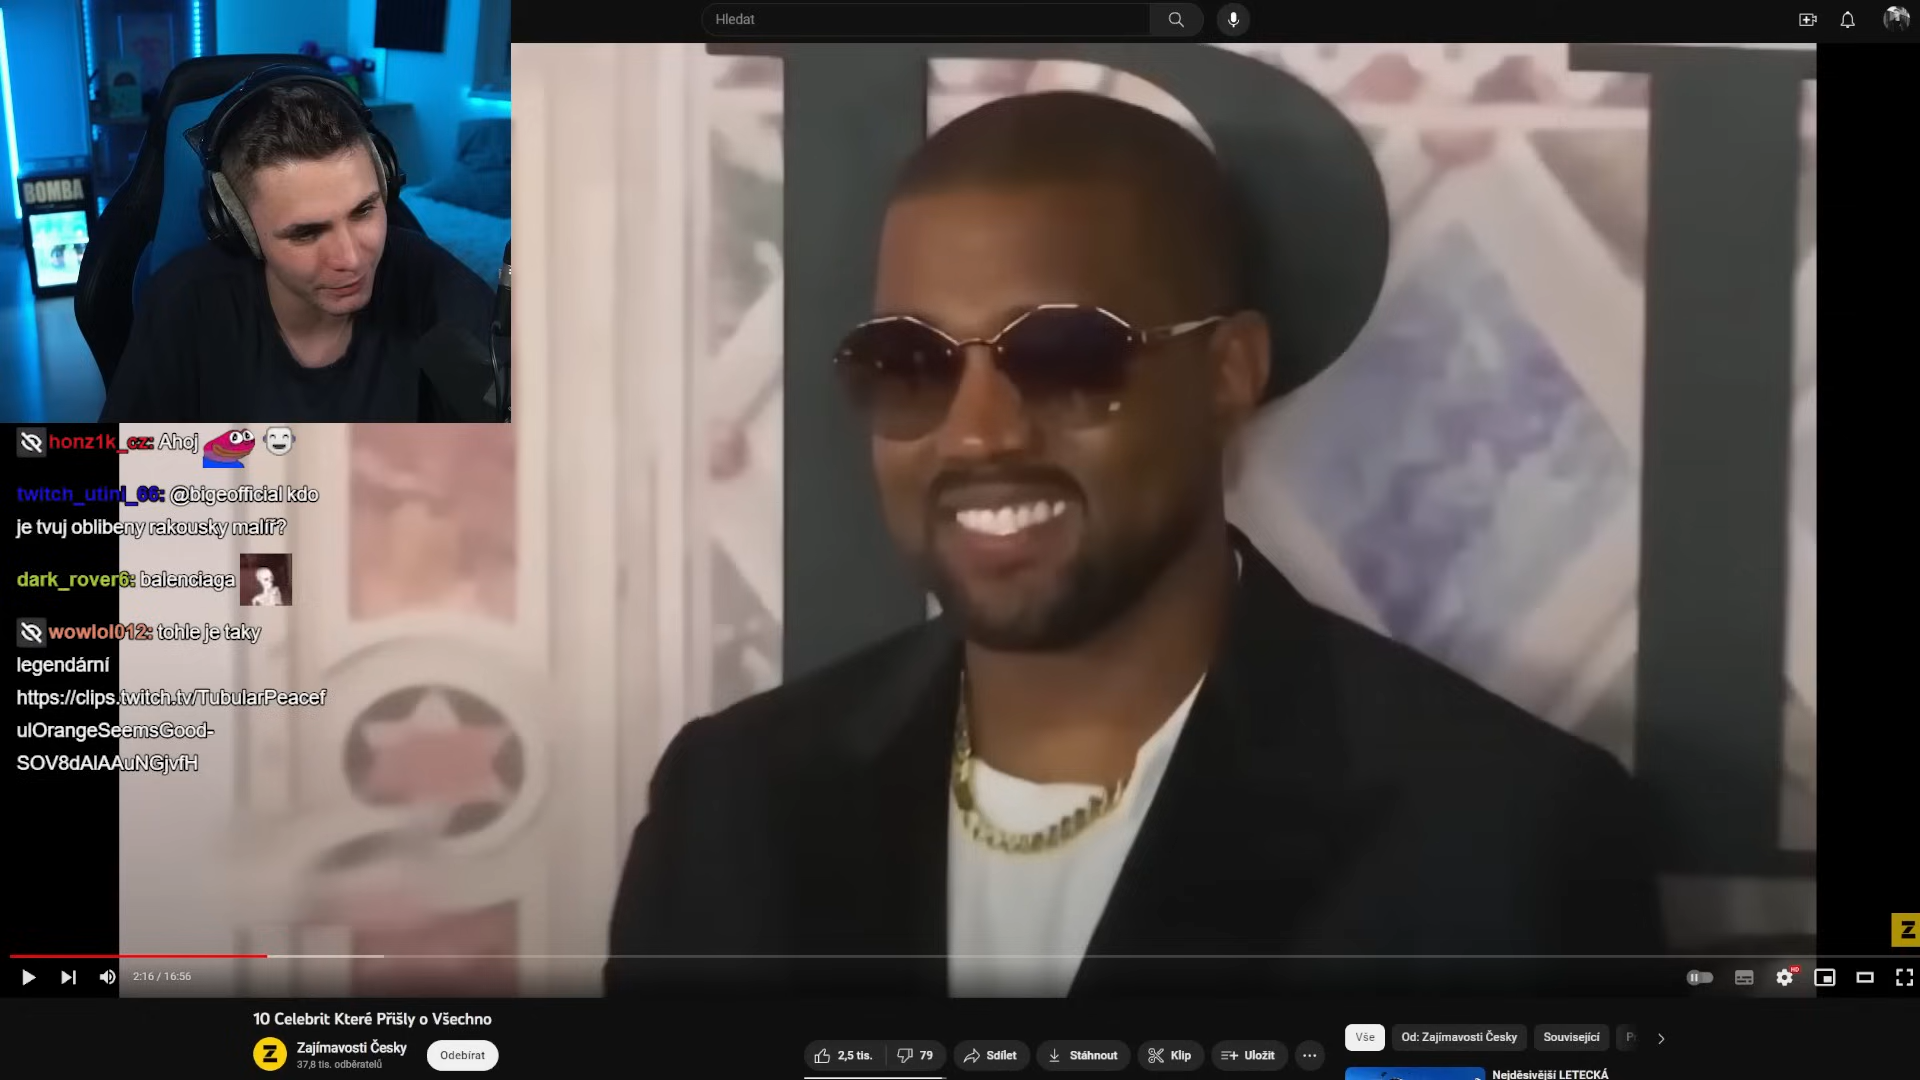 Hledat
BOMBA
honz1k_cz: Ahoj
twitch_utini_66: @bigeofficial kdo
je tvuj oblibeny rakousky malíř?
dark_rover6: balenciaga
wowlol012: tohle je taky
legendární
https://clips.twitch.tv/TubularPeacef
ulOrangeSeemsGood-
SOV8dAlAAuNGjvfH
Z
2:16 / 16:56
HD
10 Celebrit Které Přišly o Všechno
Z
Zajímavosti Česky
37,8 tis. odběratelů
Odebírat
2,5 tis.
79
Sdílet
Stáhnout
Klip
Uložit
Vše
Od: Zajímavosti Česky
Související
Nejděsivější LETECKÁ